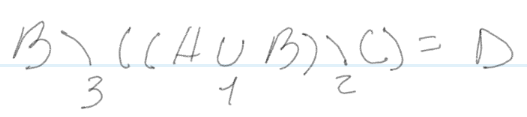 B \ ((A ∪ B) \ C) = D
3 1 2